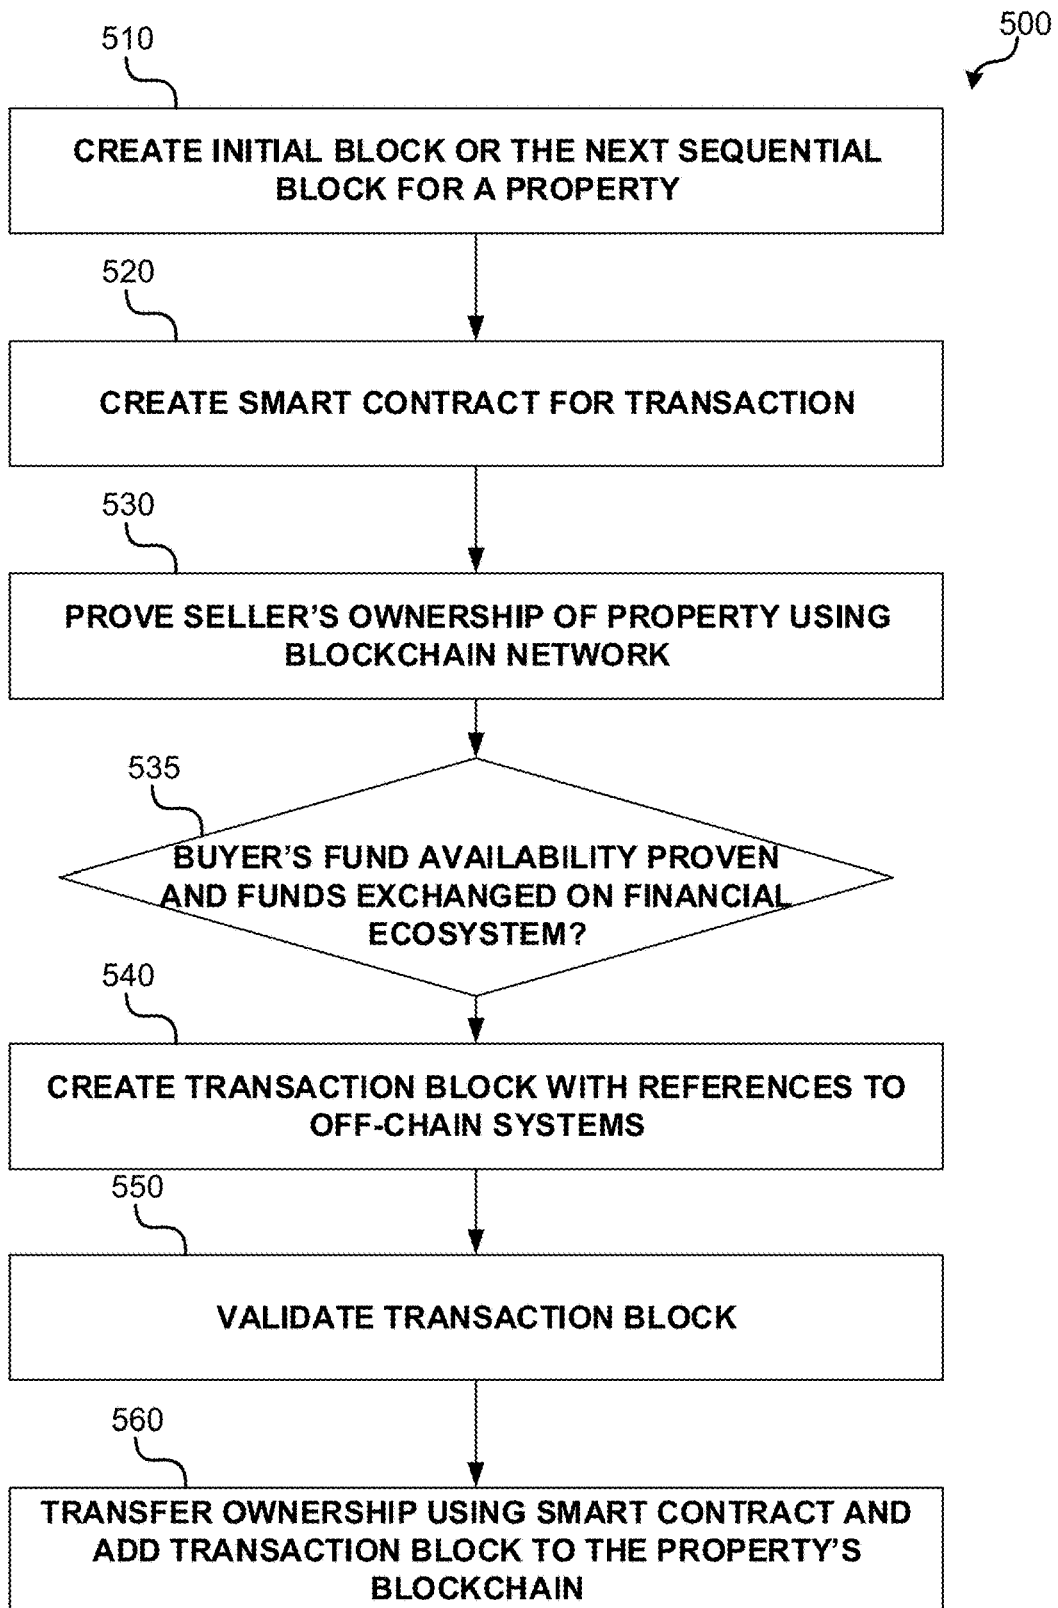 500
510
CREATE INITIAL BLOCK OR THE NEXT SEQUENTIAL
BLOCK FOR A PROPERTY
520
CREATE SMART CONTRACT FOR TRANSACTION
530
PROVE SELLER'S OWNERSHIP OF PROPERTY USING
BLOCKCHAIN NETWORK
535
BUYER'S FUND AVAILABILITY PROVEN
AND FUNDS EXCHANGED ON FINANCIAL
ECOSYSTEM?
540
CREATE TRANSACTION BLOCK WITH REFERENCES TO
OFF-CHAIN SYSTEMS
550
VALIDATE TRANSACTION BLOCK
560
TRANSFER OWNERSHIP USING SMART CONTRACT AND
ADD TRANSACTION BLOCK TO THE PROPERTY'S
BLOCKCHAIN